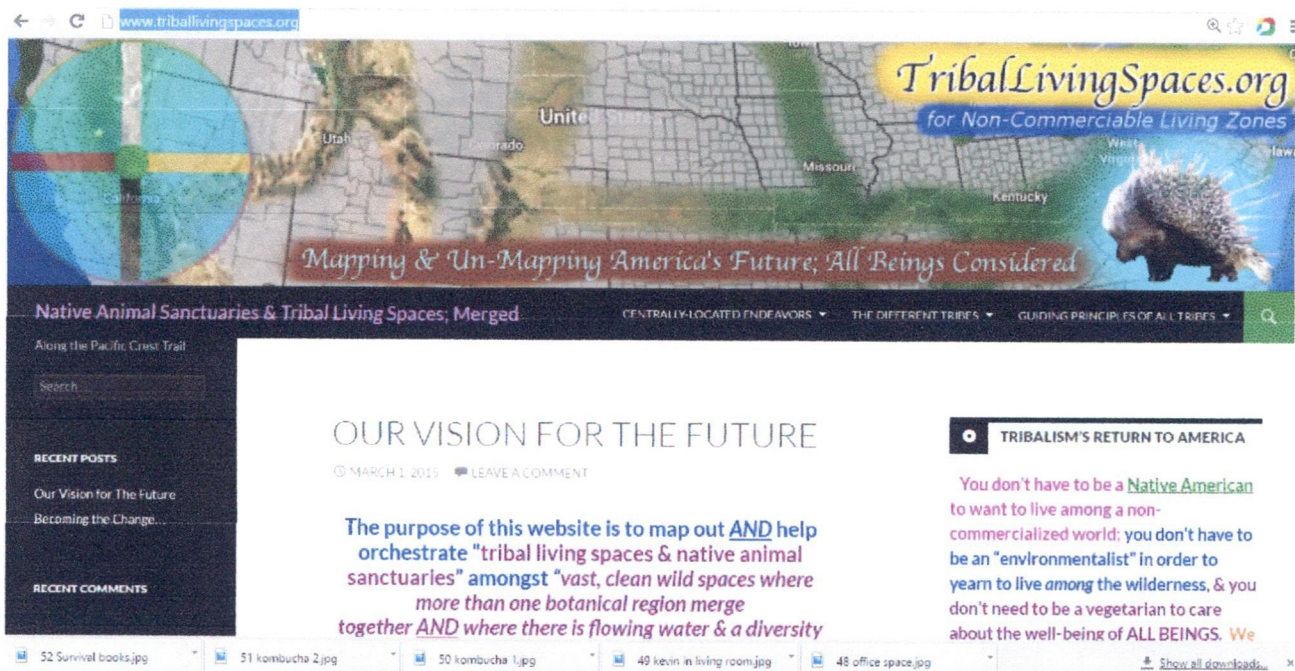 www.triballivingspaces.org
TribalLivingSpaces.org
for Non-Commerciable Living Zones
Iowa
United States
Utah
Colorado
Missouri
West
Virginia
Kentucky
California
Mapping & Un-Mapping America's Future; All Beings Considered
Native Animal Sanctuaries & Tribal Living Spaces; Merged
CENTRALLY-LOCATED ENDEAVORS
THE DIFFERENT TRIBES
GUIDING PRINCIPLES OF ALL TRIBES
Along the Pacific Crest Trail
Search ...
RECENT POSTS
Our Vision for The Future
Becoming the Change...
RECENT COMMENTS
OUR VISION FOR THE FUTURE
MARCH 1, 2015 LEAVE A COMMENT
The purpose of this website is to map out AND help
orchestrate "tribal living spaces & native animal
sanctuaries" amongst "vast, clean wild spaces where
more than one botanical region merge
together AND where there is flowing water & a diversity
TRIBALISM'S RETURN TO AMERICA
You don't have to be a Native American
to want to live among a non-
commercialized world; you don't have to
be an "environmentalist" in order to
yearn to live among the wilderness, & you
don't need to be a vegetarian to care
about the well-being of ALL BEINGS. We
52 Survival books.jpg
51 kombucha 2.jpg
50 kombucha 1.jpg
49 kevin in living room.jpg
48 office space.jpg
Show all downloads...